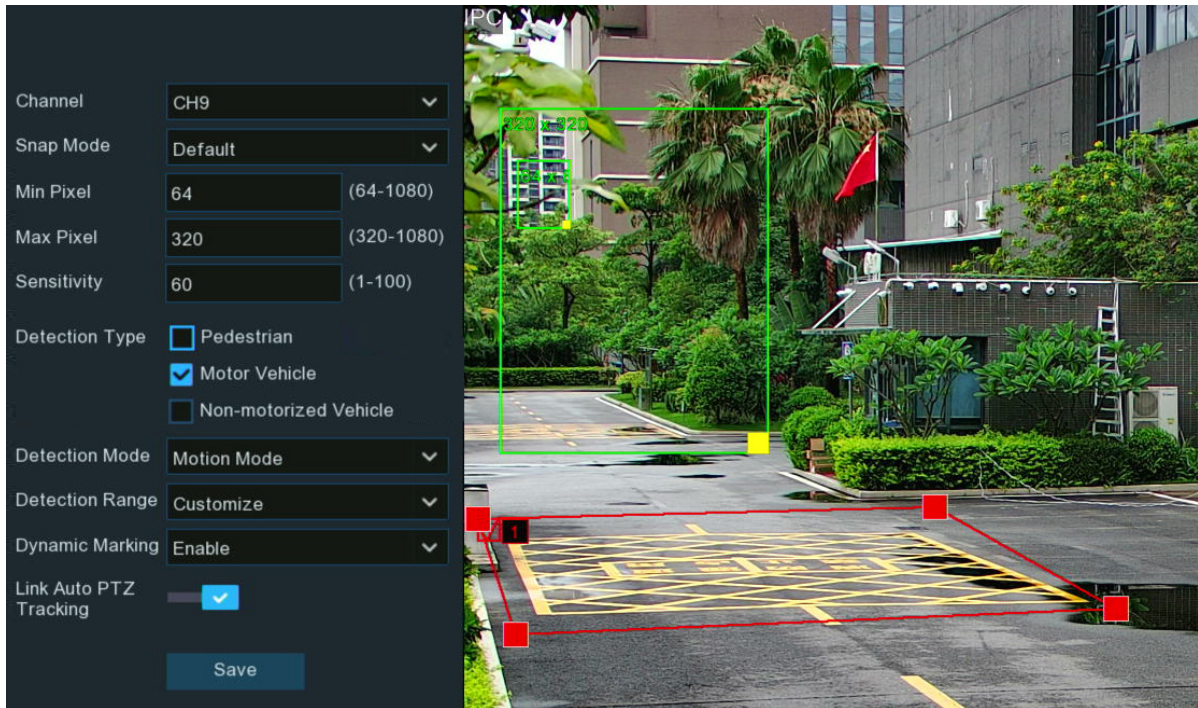 Channel
CH9
Snap Mode
Default
Min Pixel
64
(64-1080)
Max Pixel
320
(320-1080)
Sensitivity
60
(1-100)
Detection Type
Pedestrian
Motor Vehicle
Non-motorized Vehicle
Detection Mode
Motion Mode
Detection Range
Customize
Dynamic Marking
Enable
Link Auto PTZ
Tracking
Save
IPC
320 x 320
1